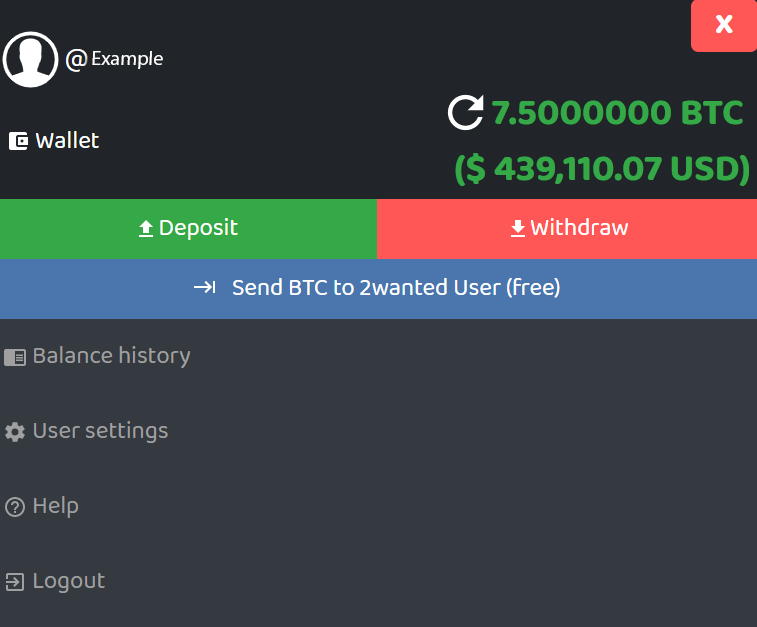 X
@Example
7.5000000 BTC
Wallet
($ 439,110.07 USD)
Deposit
Withdraw
Send BTC to 2wanted User (free)
Balance history
User settings
Help
Logout